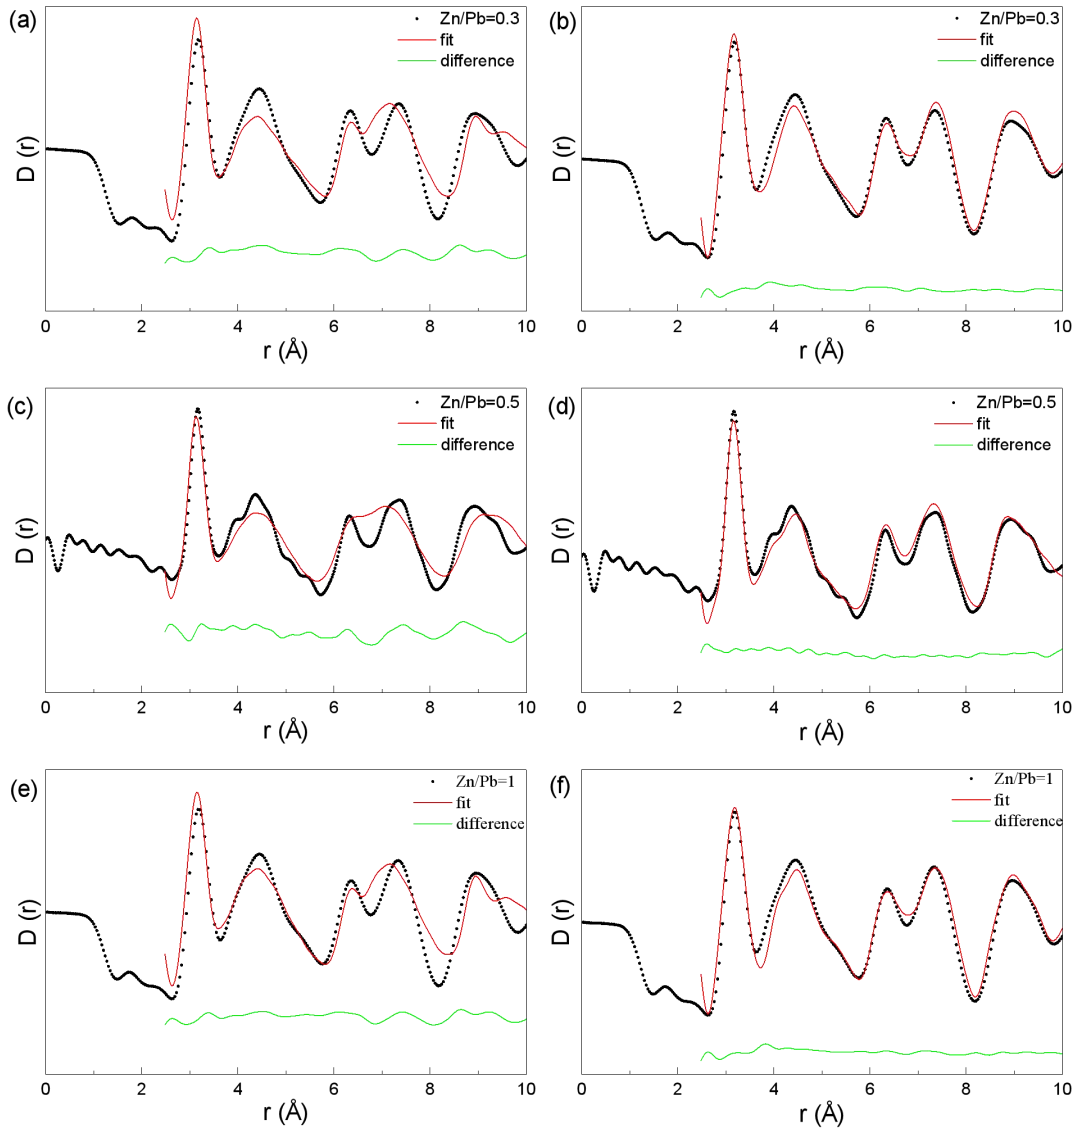 (a)
Zn/Pb=0.3
fit
difference
D (r)
0 2 4 6 8 10
r (Å)
(b)
Zn/Pb=0.3
fit
difference
D (r)
0 2 4 6 8 10
r (Å)
(c)
Zn/Pb=0.5
fit
difference
D (r)
0 2 4 6 8 10
r (Å)
(d)
Zn/Pb=0.5
fit
difference
D (r)
0 2 4 6 8 10
r (Å)
(e)
Zn/Pb=1
fit
difference
D (r)
0 2 4 6 8 10
r (Å)
(f)
Zn/Pb=1
fit
difference
D (r)
0 2 4 6 8 10
r (Å)